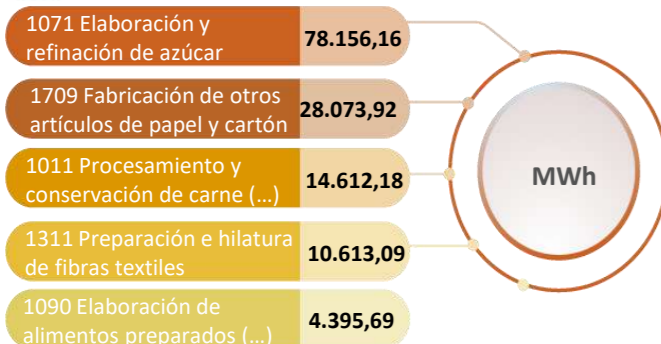 1071 Elaboración y
refinación de azúcar
78.156,16
1709 Fabricación de otros
artículos de papel y cartón
28.073,92
1011 Procesamiento y
conservación de carne (...)
14.612,18
1311 Preparación e hilatura
de fibras textiles
10.613,09
1090 Elaboración de
alimentos preparados (...)
4.395,69
MWh